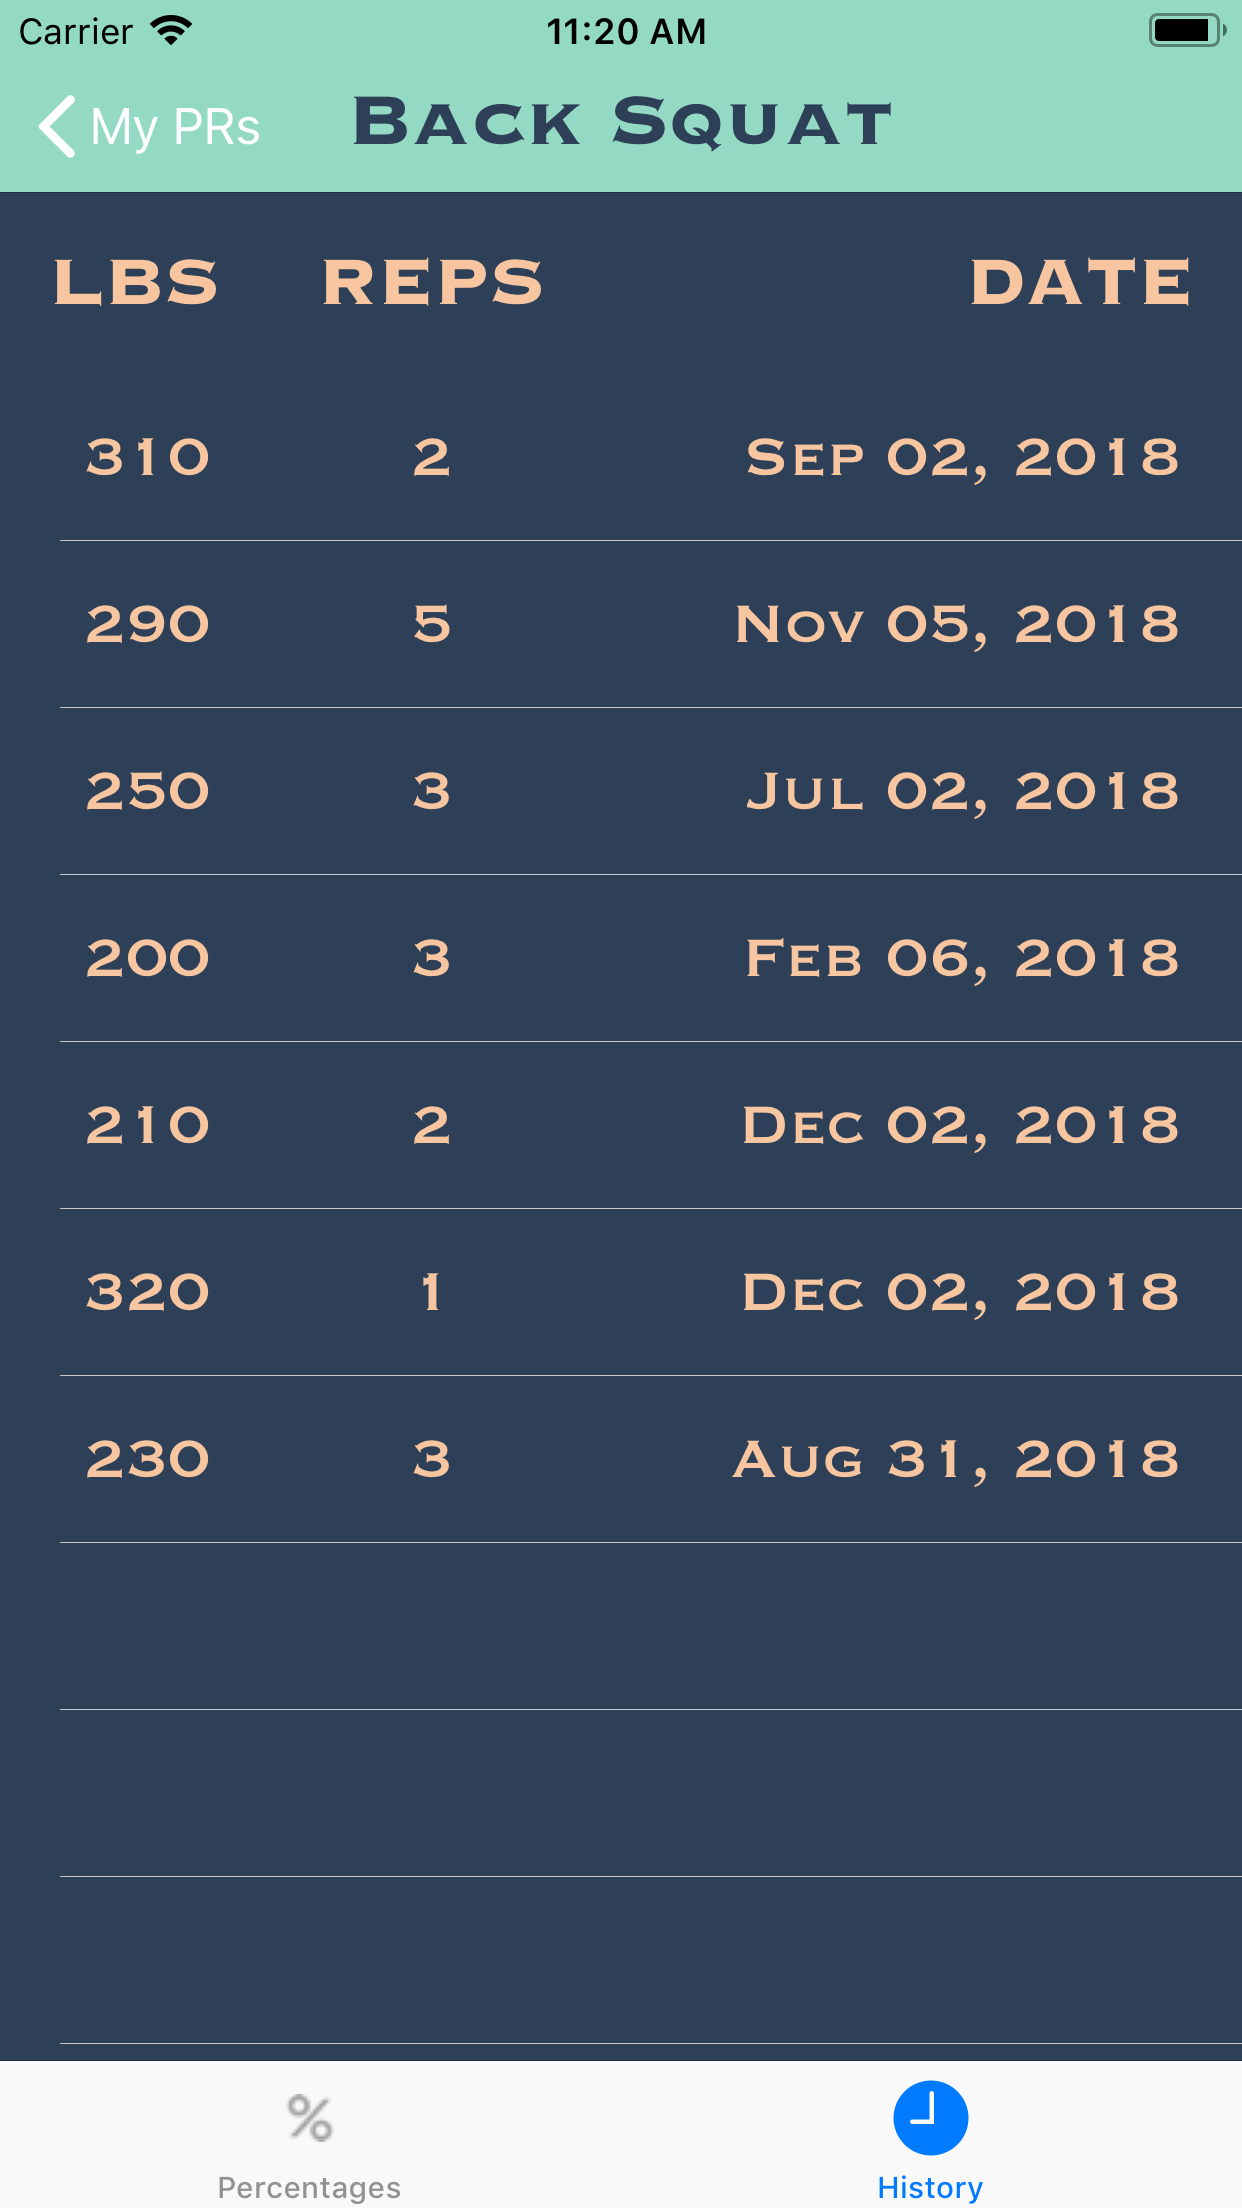 Carrier 11:20 AM
My PRs Back Squat
LBS REPS DATE
310 2 Sep 02, 2018
290 5 Nov 05, 2018
250 3 Jul 02, 2018
200 3 Feb 06, 2018
210 2 Dec 02, 2018
320 1 Dec 02, 2018
230 3 Aug 31, 2018
%
Percentages History